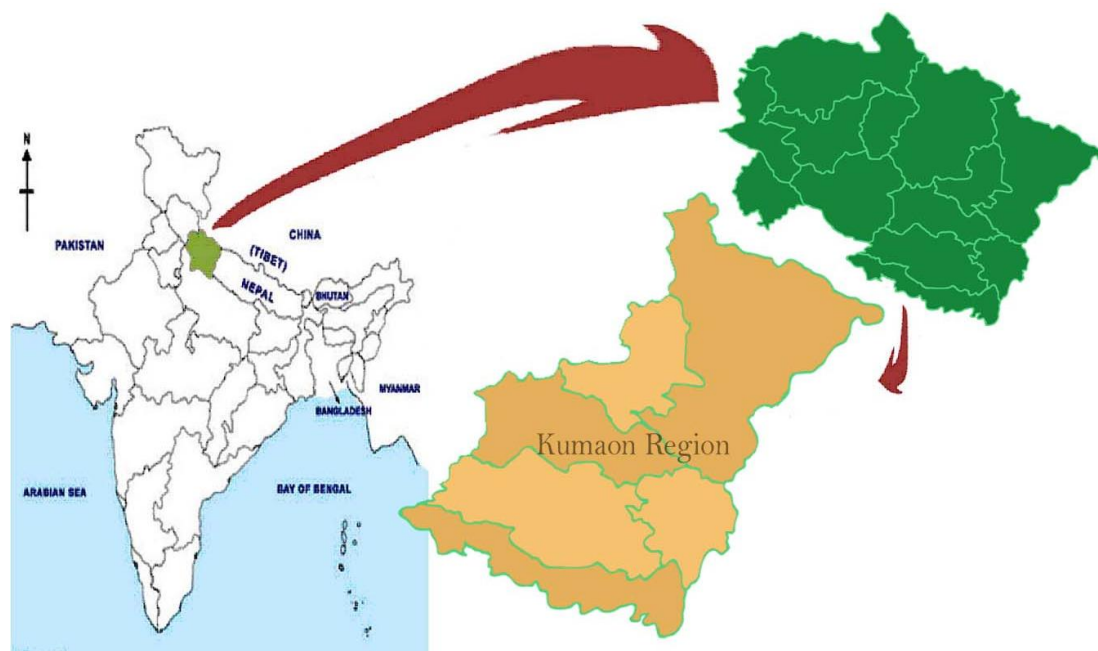 N
PAKISTAN
CHINA
(TIBET)
NEPAL
BHUTAN
MYANMAR
BANGLADESH
Kumaon Region
ARABIAN SEA
BAY OF BENGAL